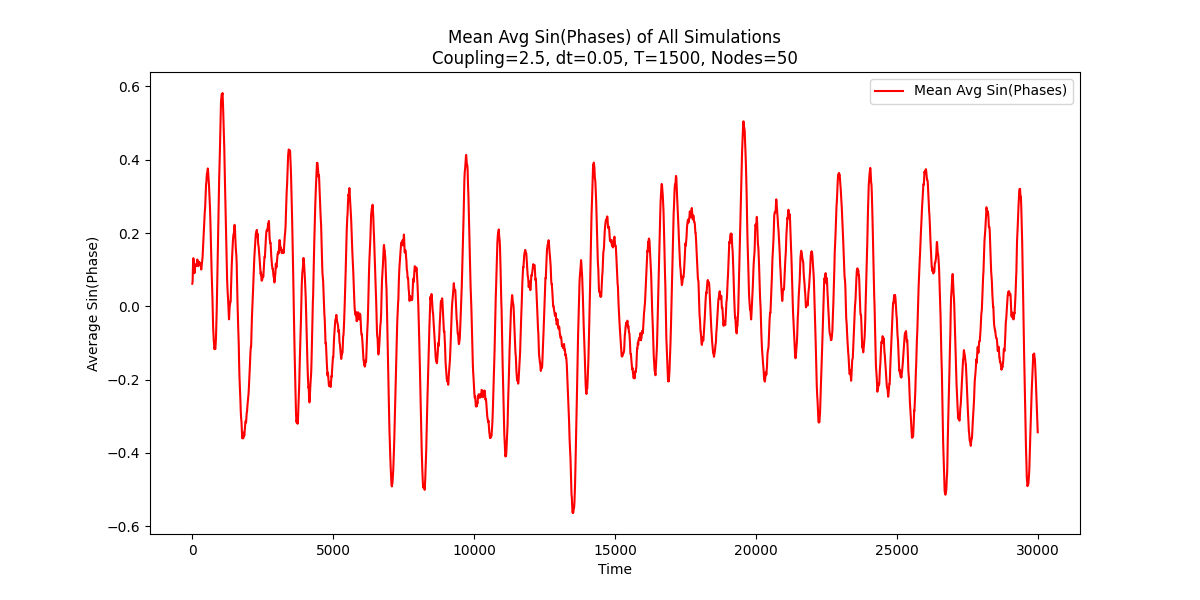 Mean Avg Sin(Phases) of All Simulations
Coupling=2.5, dt=0.05, T=1500, Nodes=50
Mean Avg Sin(Phases)
Average Sin(Phase)
0.6
0.4
0.2
0.0
−0.2
−0.4
−0.6
0 5000 10000 15000 20000 25000 30000
Time